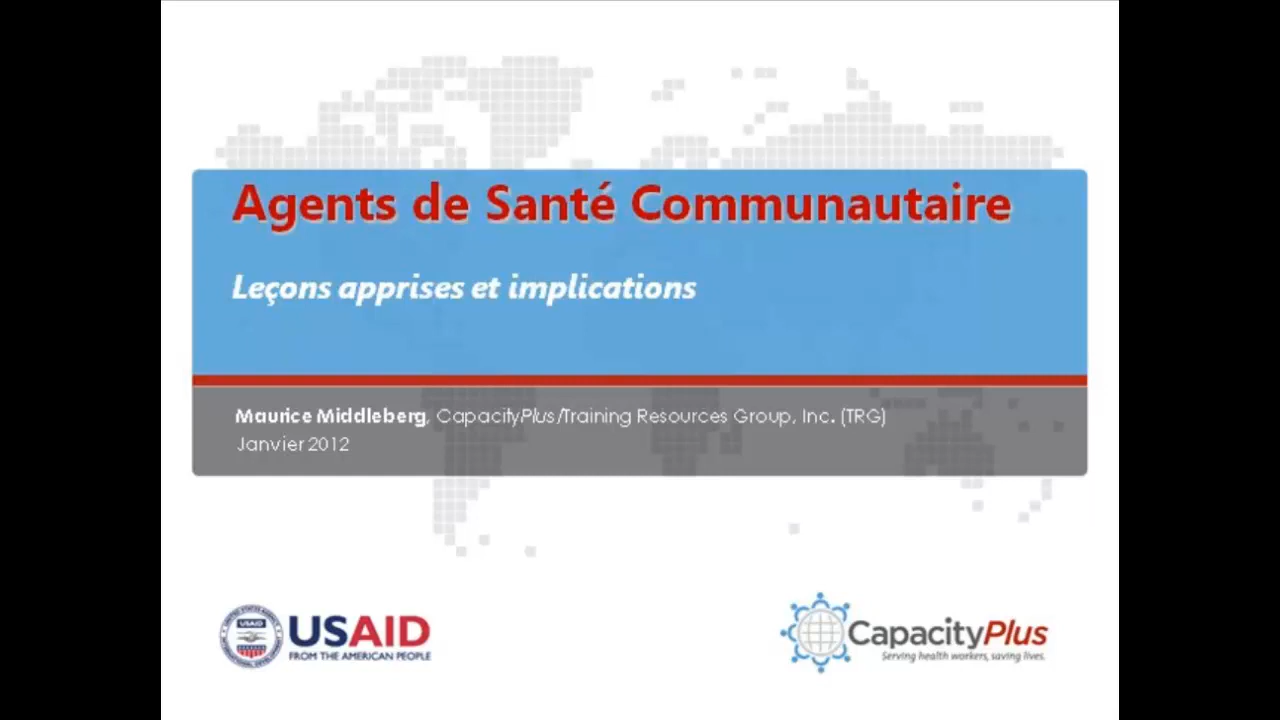 Agents de Santé Communautaire
Leçons apprises et implications
Maurice Middleberg, CapacityPlus/Training Resources Group, Inc. (TRG)
Janvier 2012
USAID
USAID
FROM THE AMERICAN PEOPLE
CapacityPlus
Serving health workers, saving lives.